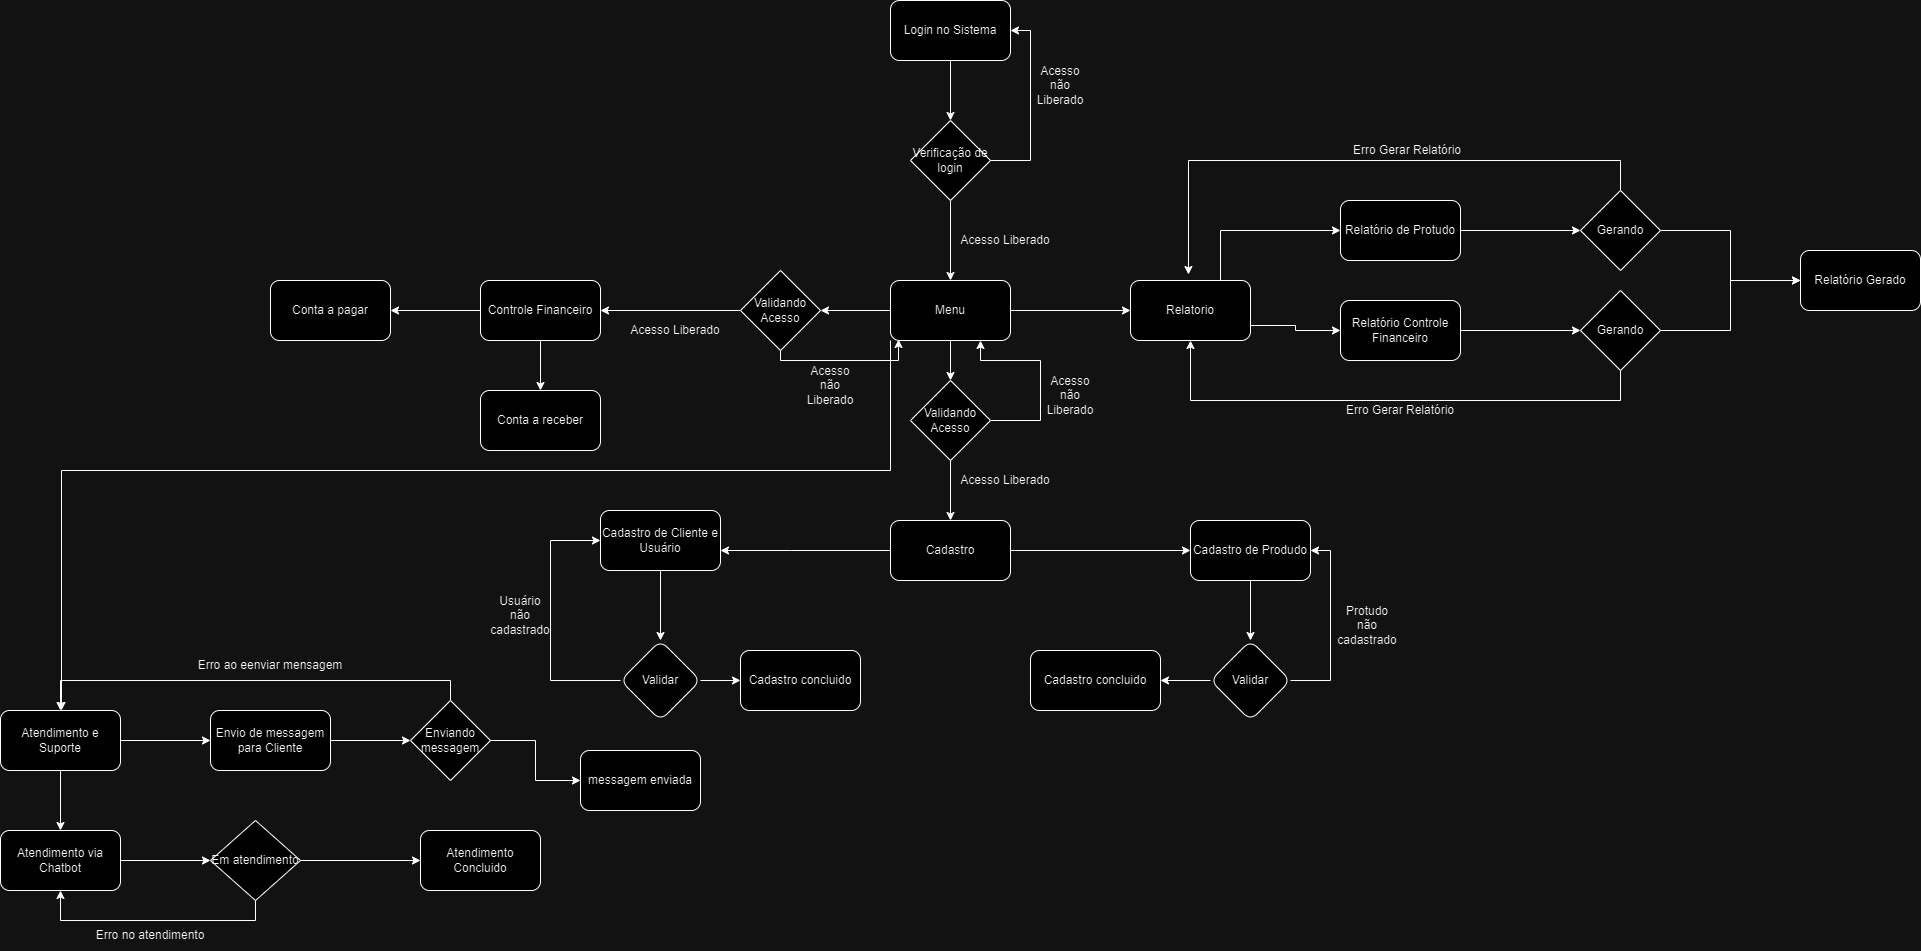 Login no Sistema
Acesso
não
Liberado
Verificação de
login
Acesso Liberado
Erro Gerar Relatório
Relatório de Protudo
Gerando
Relatório Gerado
Conta a pagar
Controle Financeiro
Acesso Liberado
Validando
Acesso
Menu
Relatorio
Relatório Controle
Financeiro
Gerando
Erro Gerar Relatório
Acesso
não
Liberado
Acesso
não
Liberado
Conta a receber
Validando
Acesso
Acesso Liberado
Cadastro de Cliente e
Usuário
Cadastro
Cadastro de Produdo
Usuário
não
cadastrado
Protudo
não
cadastrado
Validar
Cadastro concluido
Cadastro concluido
Validar
Erro ao eenviar mensagem
Atendimento e
Suporte
Envio de messagem
para Cliente
Enviando
messagem
messagem enviada
Atendimento via
Chatbot
Em atendimento
Atendimento
Concluido
Erro no atendimento